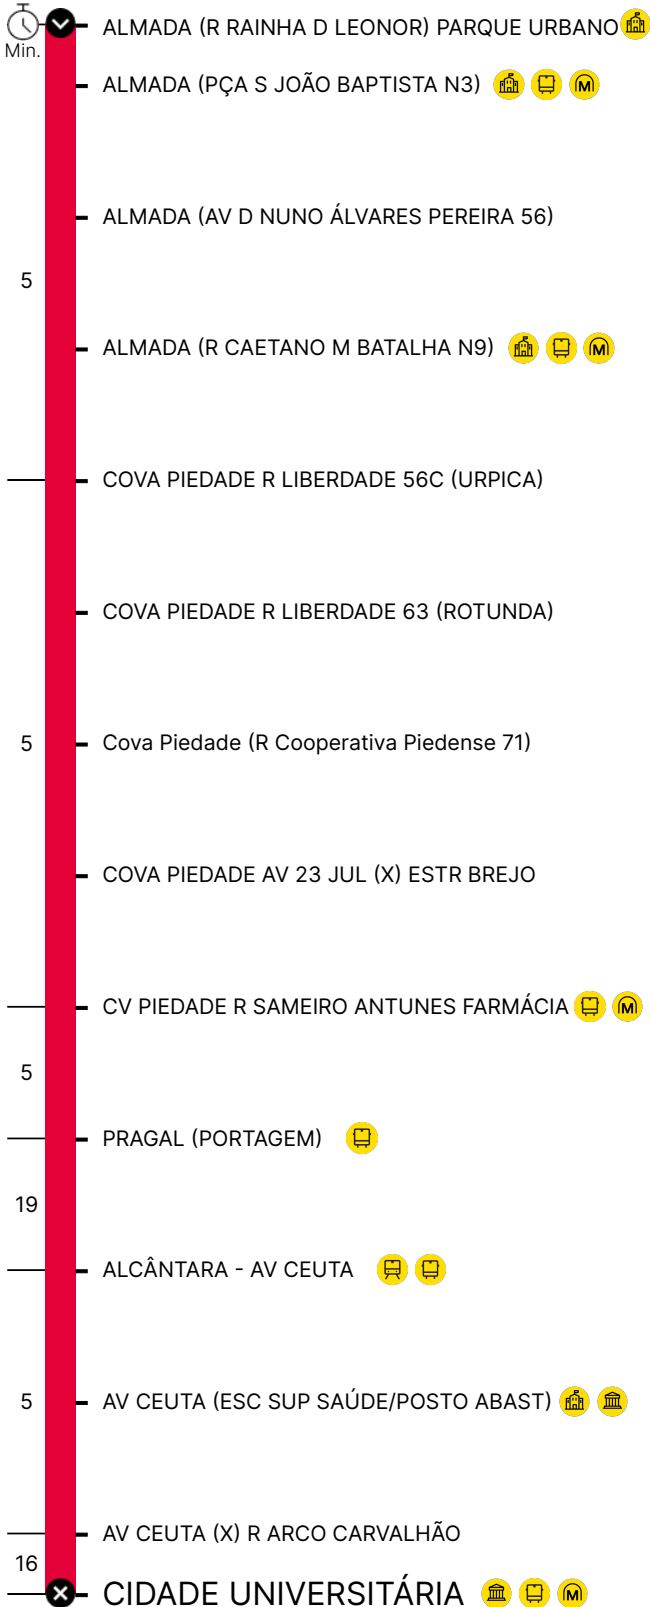 ALMADA (R RAINHA D LEONOR) PARQUE URBANO
Min.
ALMADA (PÇA S JOÃO BAPTISTA N3) M
ALMADA (AV D NUNO ÁLVARES PEREIRA 56)
5
ALMADA (R CAETANO M BATALHA N9) M
COVA PIEDADE R LIBERDADE 56C (URPICA)
COVA PIEDADE R LIBERDADE 63 (ROTUNDA)
5 Cova Piedade (R Cooperativa Piedense 71)
COVA PIEDADE AV 23 JUL (X) ESTR BREJO
CV PIEDADE R SAMEIRO ANTUNES FARMÁCIA M
5
PRAGAL (PORTAGEM)
19
ALCÂNTARA - AV CEUTA
5 AV CEUTA (ESC SUP SAÚDE/POSTO ABAST)
AV CEUTA (X) R ARCO CARVALHÃO
16
CIDADE UNIVERSITÁRIA M